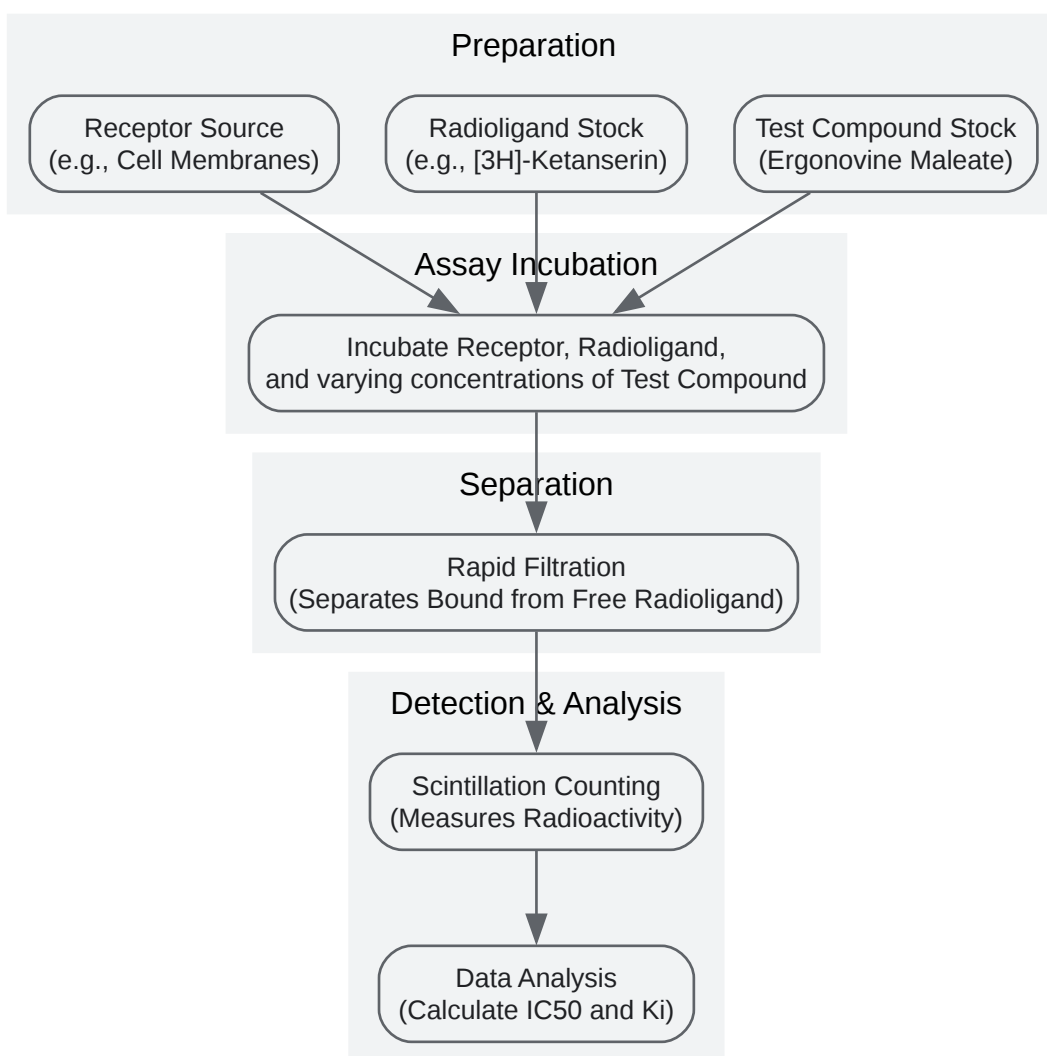 Preparation
Receptor Source
(e.g., Cell Membranes)
Radioligand Stock
(e.g., [3H]-Ketanserin)
Test Compound Stock
(Ergonovine Maleate)
Assay Incubation
Incubate Receptor, Radioligand,
and varying concentrations of Test Compound
Separation
Rapid Filtration
(Separates Bound from Free Radioligand)
Detection & Analysis
Scintillation Counting
(Measures Radioactivity)
Data Analysis
(Calculate IC50 and Ki)